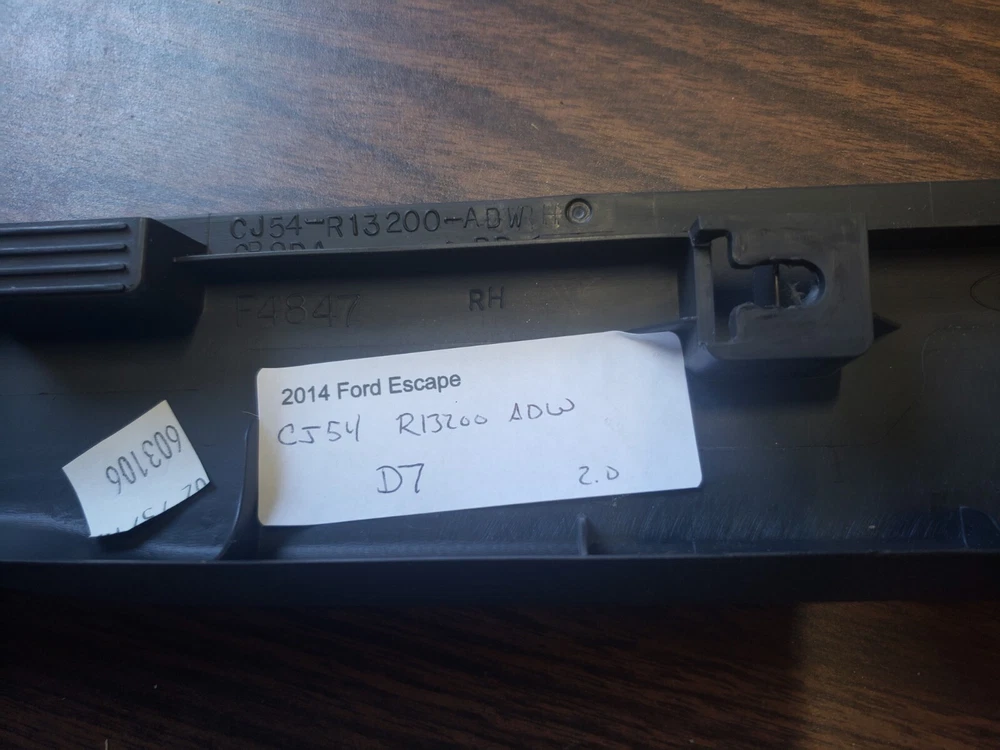 CJ54-R13200-ADW
F4847
RH
2014 Ford Escape
CJ54 R13200 ADW
D7 2.0
603106